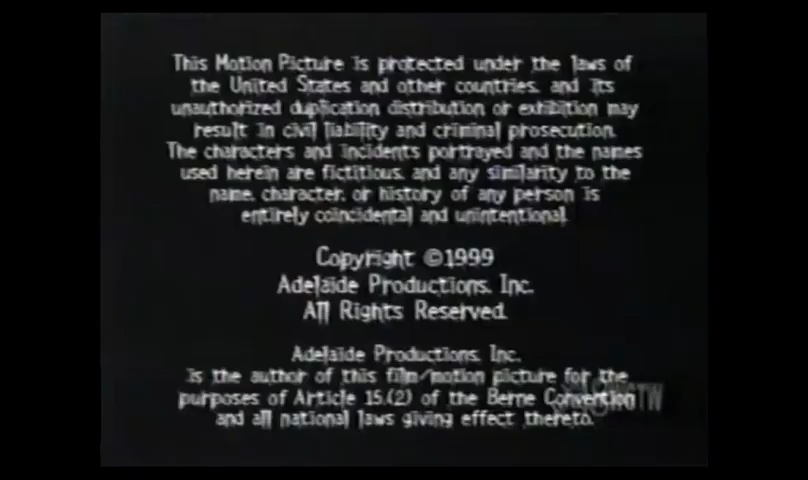 This Motion Picture is protected under the laws of
the United States and other countries, and its
unauthorized duplication distribution or exhibition may
result in civil liability and criminal prosecution.
The characters and incidents portrayed and the names
used herein are fictitious, and any similarity to the
name, character, or history of any person is
entirely coincidental and unintentional.
Copyright ©1999
Adelaide Productions, Inc.
All Rights Reserved.
Adelaide Productions, Inc.
is the author of this film/motion picture for the
purposes of Article 15.(2) of the Berne Convention
and all national laws giving effect thereto.